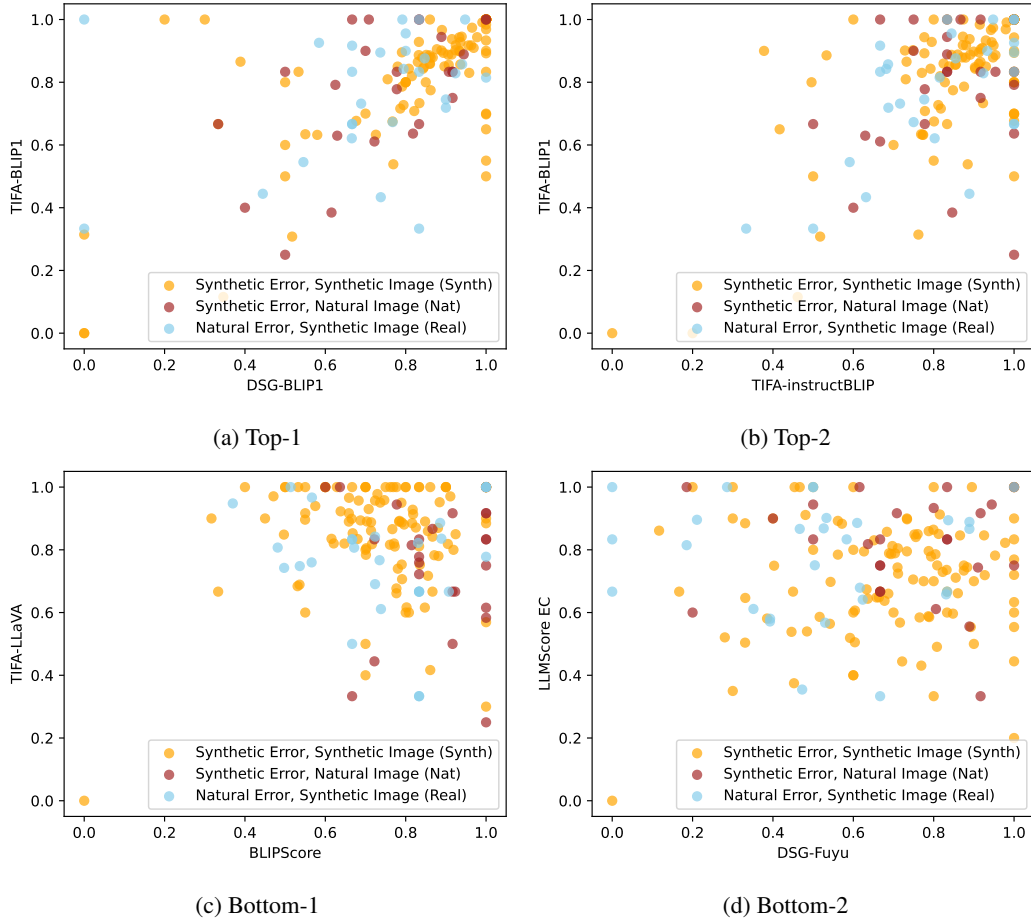 1.0
0.8
0.6
0.4
0.2
0.0
TIFA-BLIP1
Synthetic Error, Synthetic Image (Synth)
Synthetic Error, Natural Image (Nat)
Natural Error, Synthetic Image (Real)
0.0 0.2 0.4 0.6 0.8 1.0
DSG-BLIP1
(a) Top-1
1.0
0.8
0.6
0.4
0.2
0.0
TIFA-BLIP1
Synthetic Error, Synthetic Image (Synth)
Synthetic Error, Natural Image (Nat)
Natural Error, Synthetic Image (Real)
0.0 0.2 0.4 0.6 0.8 1.0
TIFA-instructBLIP
(b) Top-2
1.0
0.8
0.6
0.4
0.2
0.0
TIFA-LLaVA
Synthetic Error, Synthetic Image (Synth)
Synthetic Error, Natural Image (Nat)
Natural Error, Synthetic Image (Real)
0.0 0.2 0.4 0.6 0.8 1.0
BLIPScore
(c) Bottom-1
1.0
0.8
0.6
0.4
0.2
0.0
LLMScore EC
Synthetic Error, Synthetic Image (Synth)
Synthetic Error, Natural Image (Nat)
Natural Error, Synthetic Image (Real)
0.0 0.2 0.4 0.6 0.8 1.0
DSG-Fuyu
(d) Bottom-2